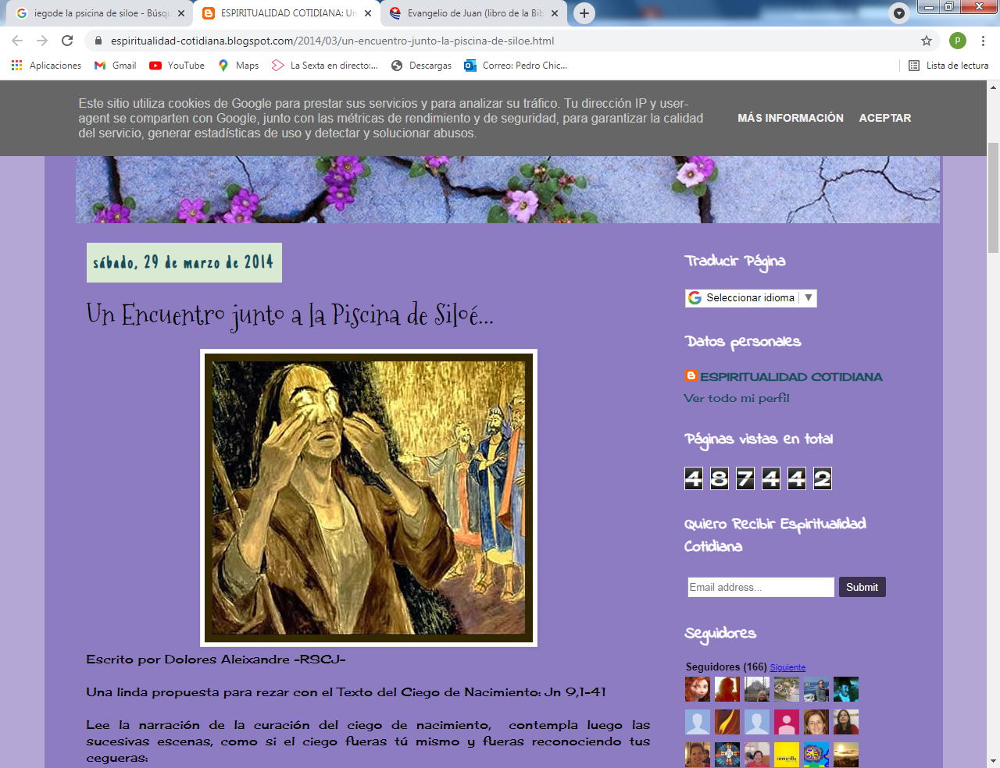 iegode la pscicina de siloe - Búsqu
ESPIRITUALIDAD COTIDIANA: Un
Evangelio de Juan (libro de la Bib
espiritualidad-cotidiana.blogspot.com/2014/03/un-encuentro-junto-la-piscina-de-siloe.html
P
Aplicaciones
Gmail
YouTube
Maps
La Sexta en directo:...
Descargas
Correo: Pedro Chic...
Lista de lectura
Este sitio utiliza cookies de Google para prestar sus servicios y para analizar su tráfico. Tu dirección IP y user-
agent se comparten con Google, junto con las métricas de rendimiento y de seguridad, para garantizar la calidad
del servicio, generar estadísticas de uso y detectar y solucionar abusos.
MÁS INFORMACIÓN
ACEPTAR
sábado, 29 de marzo de 2014
Un Encuentro junto a la Piscina de Siloé...
Escrito por Dolores Aleixandre -RSCJ-
Una linda propuesta para rezar con el Texto del Ciego de Nacimiento: Jn 9,1-41
Lee la narración de la curación del ciego de nacimiento, contempla luego las
sucesivas escenas, como si el ciego fueras tú mismo y fueras reconociendo tus
cegueras:
Traducir Página
Seleccionar idioma ▼
Datos personales
ESPIRITUALIDAD COTIDIANA
Ver todo mi perfil
Páginas vistas en total
487442
Quiero Recibir Espiritualidad
Cotidiana
Email address...
Submit
Seguidores
Seguidores (166) Siguiente
amarilla